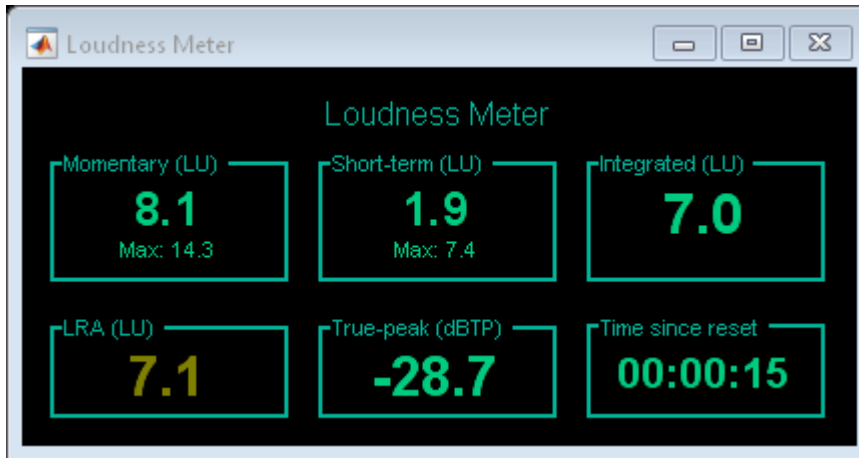 Loudness Meter
Loudness Meter
Momentary (LU)
8.1
Max: 14.3
Short-term (LU)
1.9
Max: 7.4
Integrated (LU)
7.0
LRA (LU)
7.1
True-peak (dBTP)
-28.7
Time since reset
00:00:15